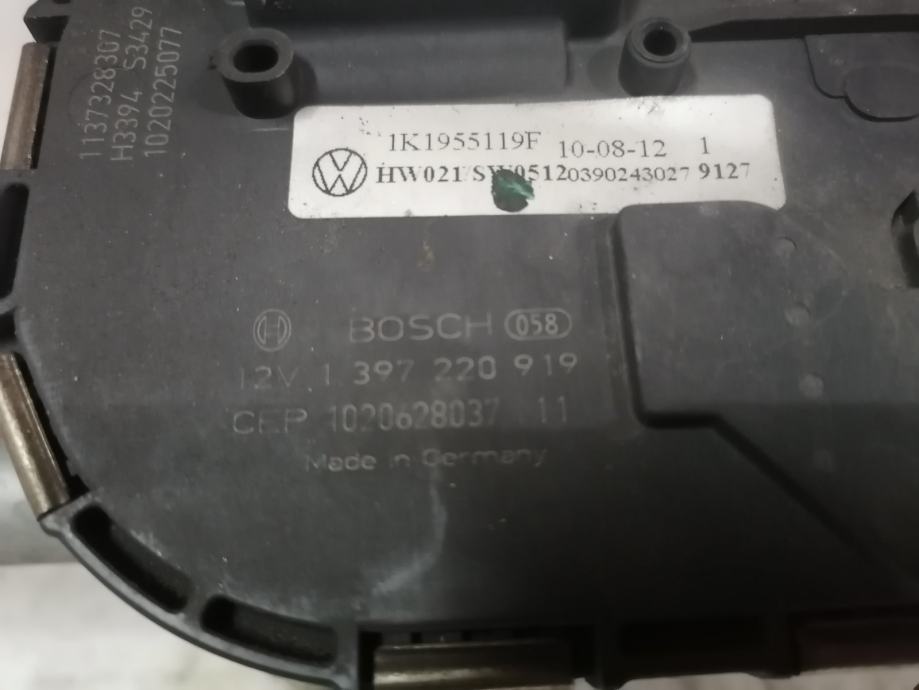 1137328307
H3394 S3429
1020225077
1K1955119F 10-08-12 1
HW021 SW0512 0390243027 9127
BOSCH 058
12V 1 397 220 919
CEP 1020628037 11
Made in Germany